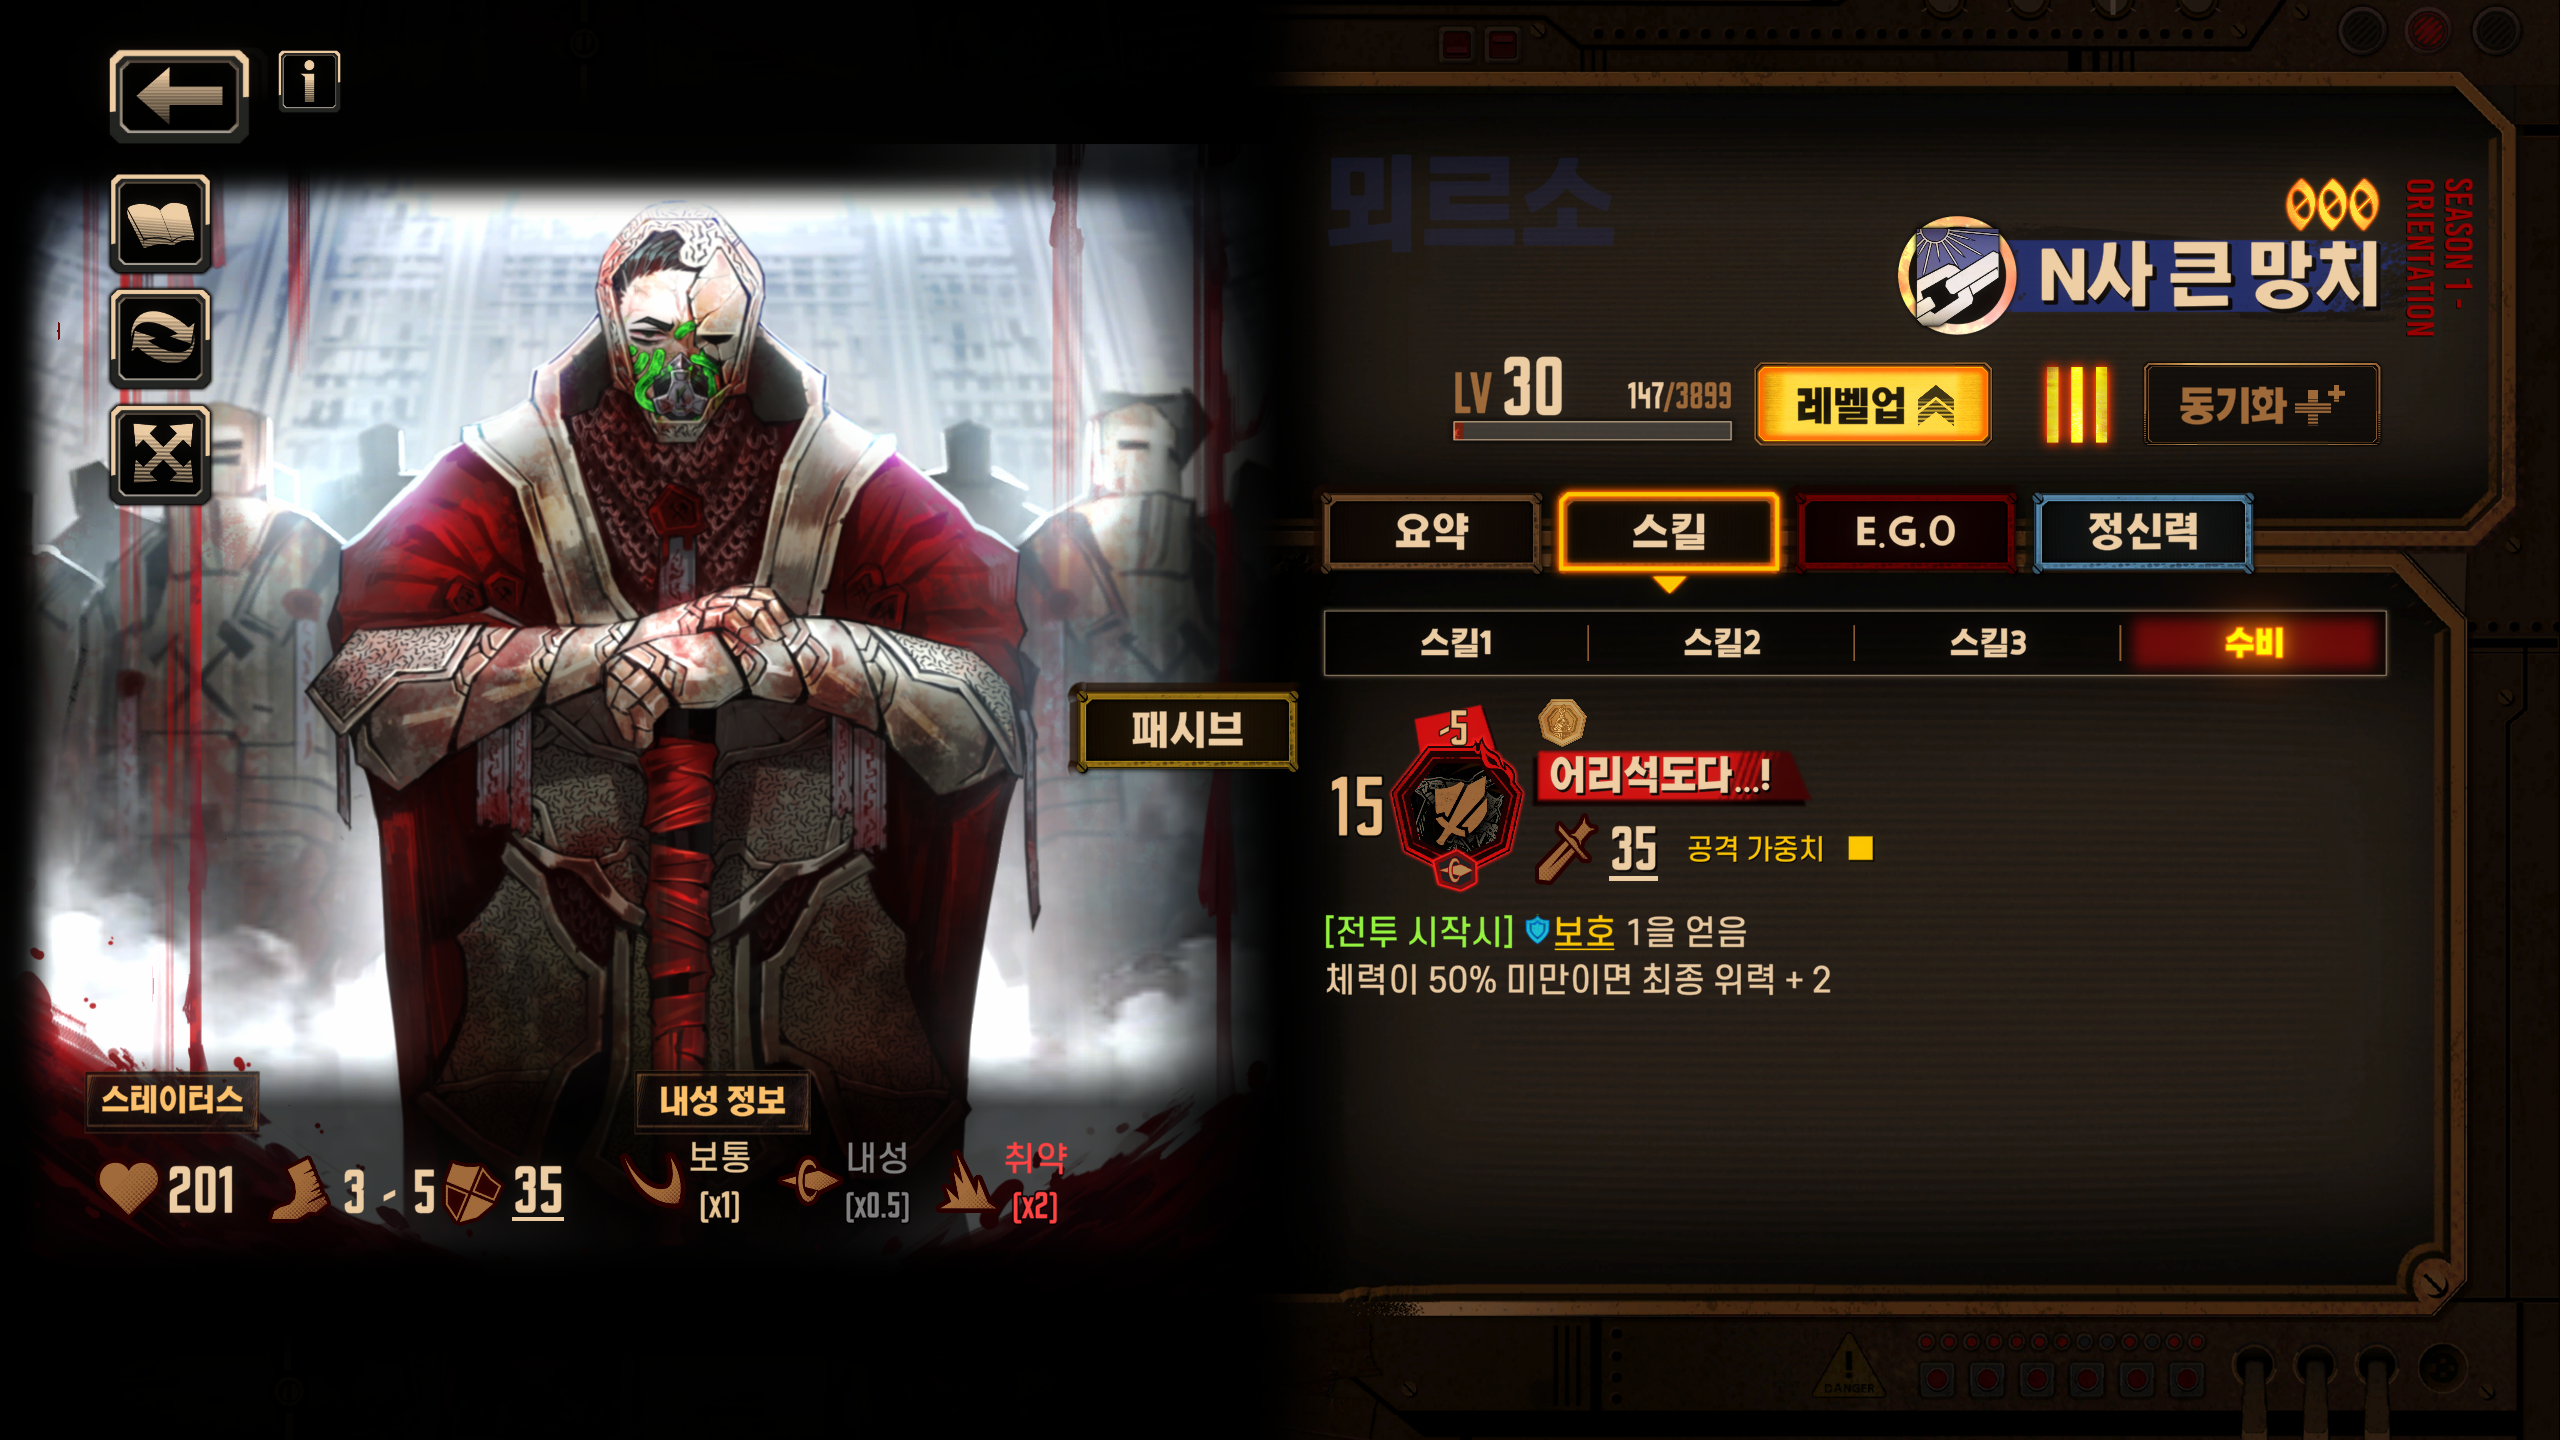 뫼르소
N사 큰 망치
SEASON 1 -
ORIENTATION
LV 30
147/3899
레벨업
동기화
요약
스킬
E.G.O
정신력
스킬1
스킬2
스킬3
수비
패시브
-5
15
어리석도다...!
35
공격 가중치
[전투 시작시] 보호 1을 얻음
체력이 50% 미만이면 최종 위력 + 2
스테이터스
201
3 - 5
35
내성 정보
보통
[x1]
내성
[x0.5]
취약
[x2]
DANGER